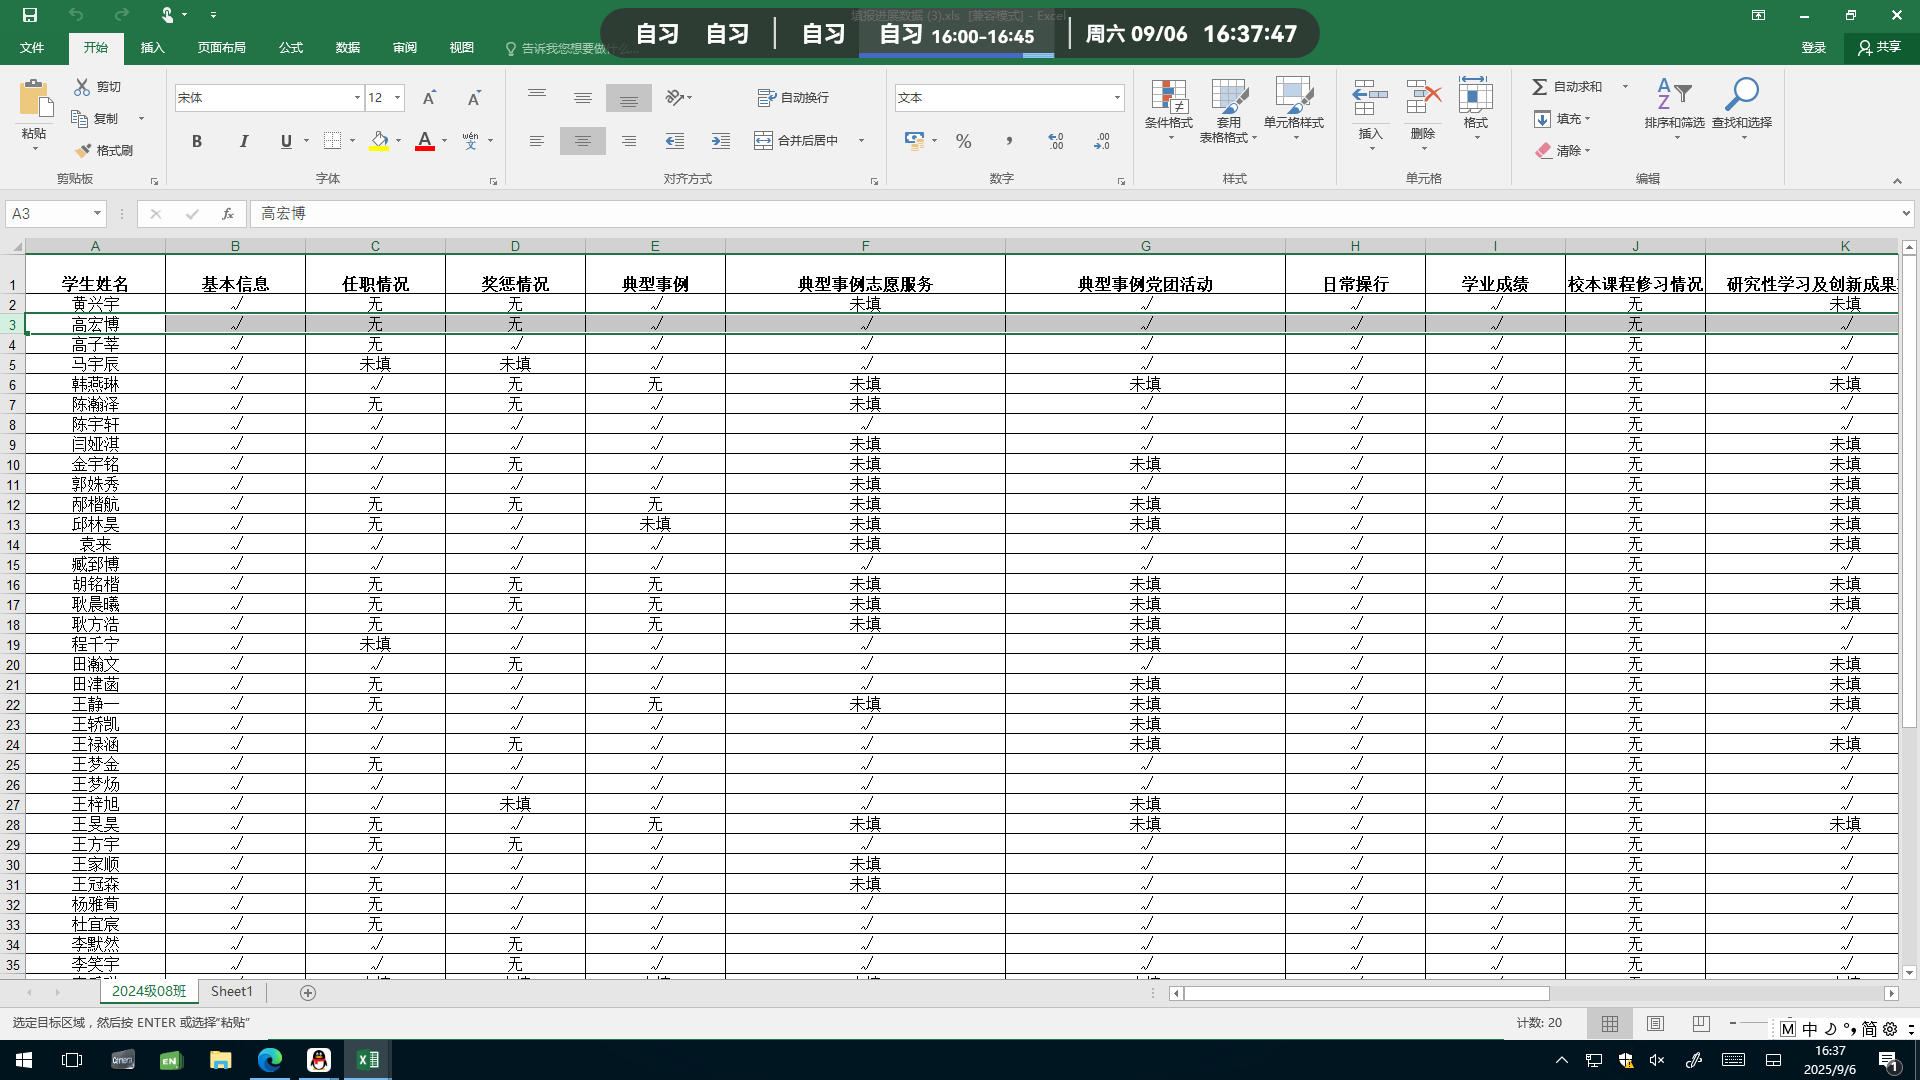 填报进展数据 (3).xls [兼容模式] - Excel
自习 自习 | 自习 自习 16:00-16:45 | 周六 09/06 16:37:47
文件 开始 插入 页面布局 公式 数据 审阅 视图 告诉我您想要做什么... 登录 共享
粘贴 剪切 复制 格式刷 剪贴板
宋体 12 B I U A wén 文 字体
自动换行 合并后居中 对齐方式
文本 % , 数字
条件格式 套用表格格式 单元格样式 样式
插入 删除 格式 单元格
自动求和 填充 清除 排序和筛选 查找和选择 编辑
A3 fx 高宏博
A B C D E F G H I J K
1 学生姓名 基本信息 任职情况 奖惩情况 典型事例 典型事例志愿服务 典型事例党团活动 日常操行 学业成绩 校本课程修习情况 研究性学习及创新成果
2 黄兴宇 √ 无 无 √ 未填 √ √ √ 无 未填
3 高宏博 √ 无 无 √ √ √ √ √ 无 √
4 高子莘 √ 无 √ √ √ √ √ √ 无 √
5 马宇辰 √ 未填 未填 √ √ √ √ √ 无 √
6 韩燕琳 √ √ 无 无 未填 未填 √ √ 无 未填
7 陈瀚泽 √ 无 无 √ 未填 √ √ √ 无 √
8 陈宇轩 √ √ √ √ √ √ √ √ 无 √
9 闫娅淇 √ √ √ √ 未填 √ √ √ 无 未填
10 金宇铭 √ √ 无 √ 未填 未填 √ √ 无 未填
11 郭姝秀 √ √ √ √ 未填 √ √ √ 无 未填
12 邴楷航 √ 无 无 无 未填 未填 √ √ 无 未填
13 邱林昊 √ 无 √ 未填 未填 未填 √ √ 无 未填
14 袁来 √ √ √ √ 未填 √ √ √ 无 未填
15 臧郅博 √ √ √ √ √ √ √ √ 无 √
16 胡铭楷 √ 无 无 无 未填 未填 √ √ 无 未填
17 耿晨曦 √ 无 无 无 未填 未填 √ √ 无 未填
18 耿方浩 √ 无 √ 无 未填 未填 √ √ 无 √
19 程千宁 √ 未填 √ √ √ 未填 √ √ 无 √
20 田瀚文 √ √ 无 √ √ √ √ √ 无 未填
21 田津菡 √ 无 √ √ √ 未填 √ √ 无 未填
22 王静一 √ 无 √ 无 未填 未填 √ √ 无 未填
23 王轿凯 √ √ √ √ √ 未填 √ √ 无 √
24 王禄涵 √ √ 无 √ √ 未填 √ √ 无 未填
25 王梦金 √ 无 √ √ √ √ √ √ 无 √
26 王梦炀 √ √ √ √ √ √ √ √ 无 √
27 王梓旭 √ √ 未填 √ √ 未填 √ √ 无 √
28 王旻昊 √ 无 √ 无 未填 未填 √ √ 无 未填
29 王方宇 √ 无 无 √ √ √ √ √ 无 √
30 王家顺 √ √ √ √ 未填 √ √ √ 无 √
31 王冠森 √ 无 √ √ 未填 √ √ √ 无 √
32 杨雅荀 √ 无 √ √ √ √ √ √ 无 √
33 杜宜宸 √ 无 √ √ √ √ √ √ 无 √
34 李默然 √ √ 无 √ √ √ √ √ 无 √
35 李笑宇 √ √ 无 √ √ √ √ √ 无 √
2024级08班 Sheet1
选定目标区域，然后按 ENTER 或选择"粘贴"
计数: 20
M 中 简
EN
16:37
2025/9/6
1